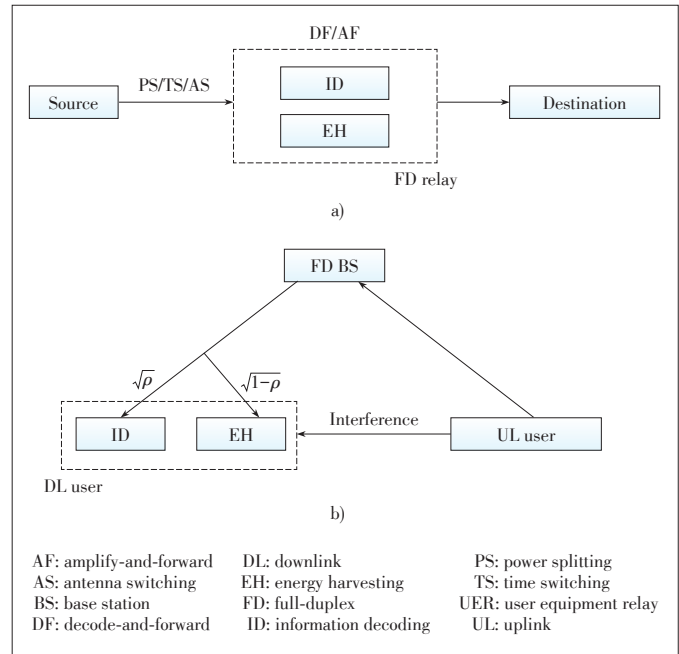 DF/AF
Source
PS/TS/AS
ID
EH
Destination
FD relay
a)
FD BS
√ρ
√1−ρ
ID
EH
Interference
UL user
DL user
b)
AF: amplify-and-forward
AS: antenna switching
BS: base station
DF: decode-and-forward
DL: downlink
EH: energy harvesting
FD: full-duplex
ID: information decoding
PS: power splitting
TS: time switching
UER: user equipment relay
UL: uplink